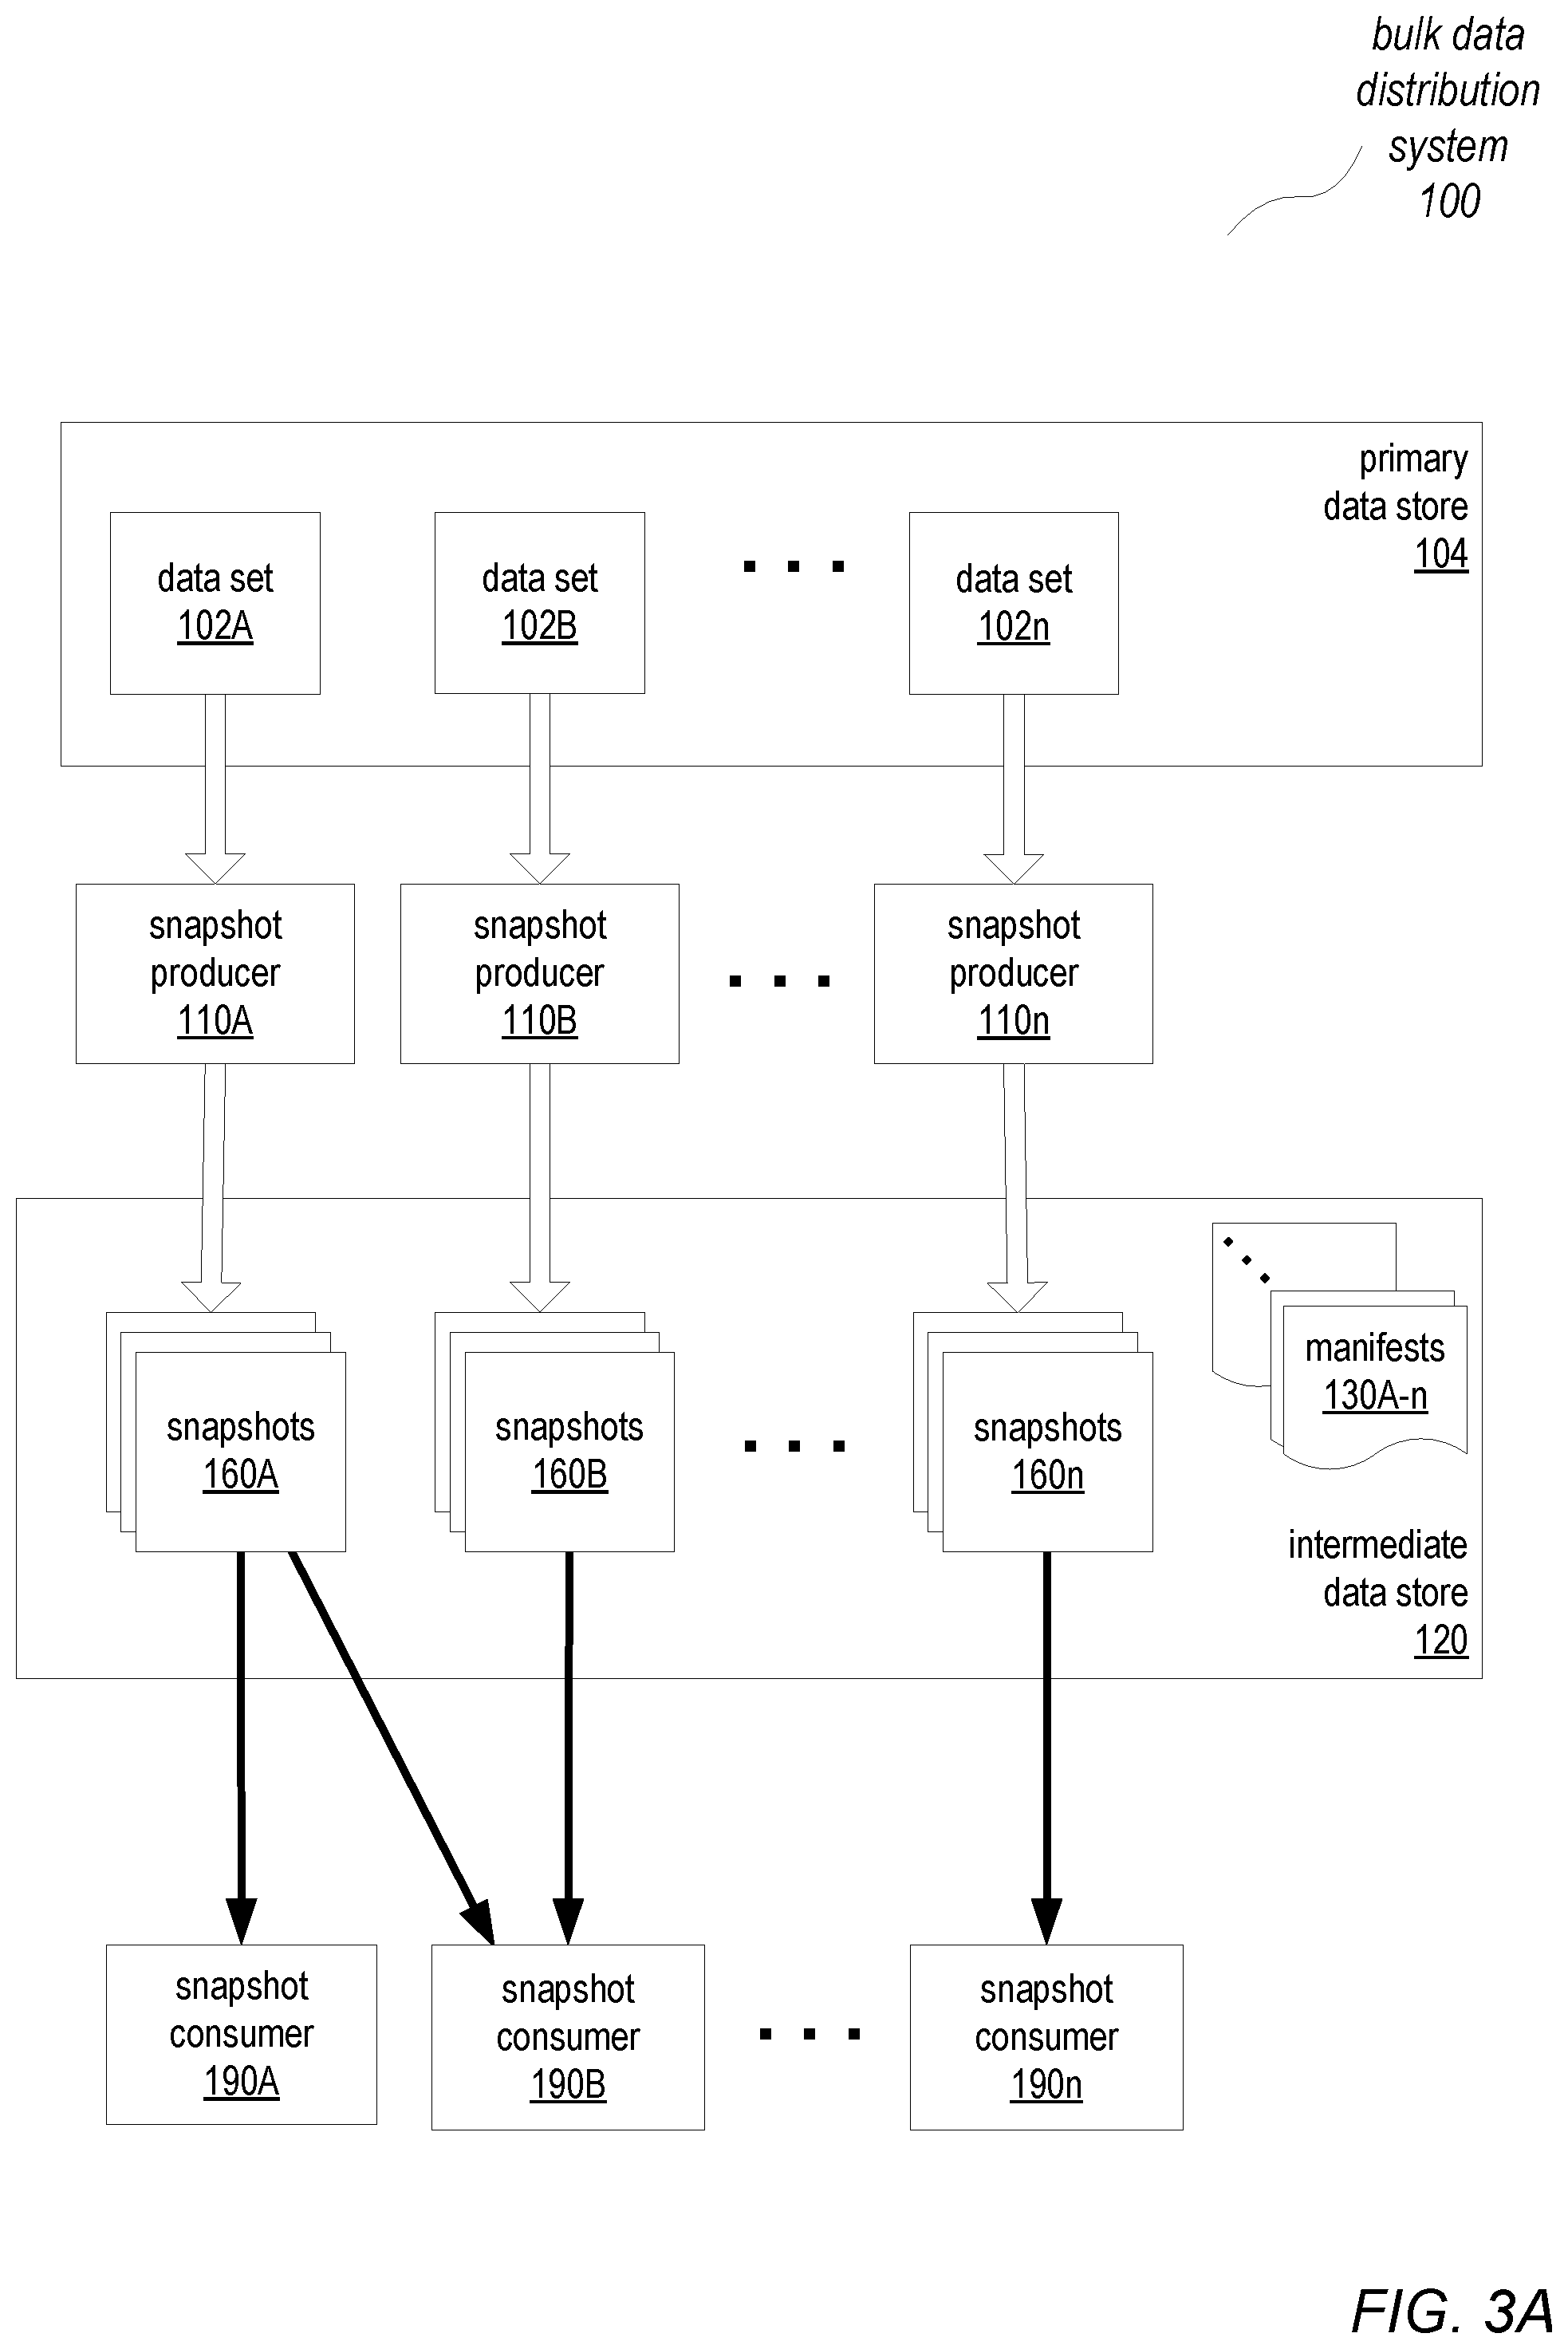 bulk data
distribution
system
100
primary
data store
104
data set
102A
data set
102B
data set
102n
snapshot
producer
110A
snapshot
producer
110B
snapshot
producer
110n
manifests
130A-n
snapshots
160A
snapshots
160B
snapshots
160n
intermediate
data store
120
snapshot
consumer
190A
snapshot
consumer
190B
snapshot
consumer
190n
FIG. 3A